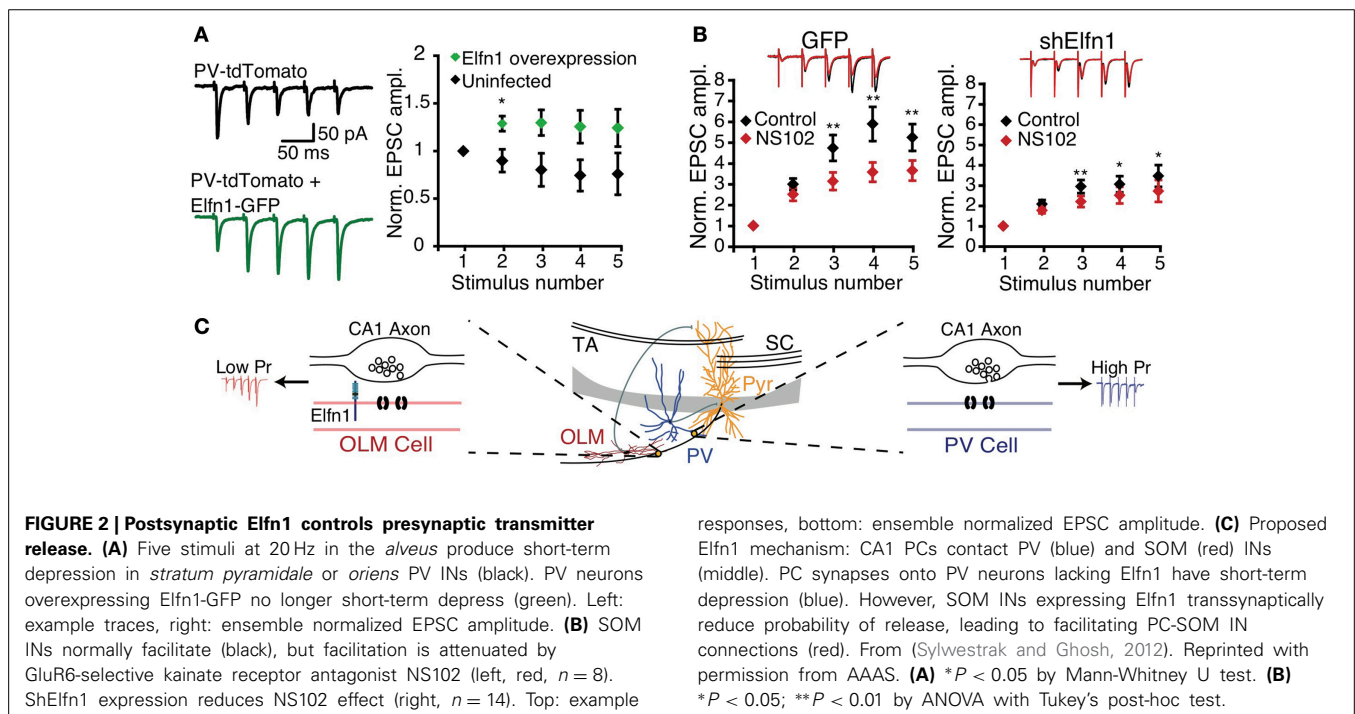 A
PV-tdTomato
50 pA
50 ms
PV-tdTomato +
Elfn1-GFP
Norm. EPSC ampl.
2
1.5
1
0.5
0
Elfn1 overexpression
Uninfected
*
1 2 3 4 5
Stimulus number
B
GFP
Norm. EPSC ampl.
8
7
6
5
4
3
2
1
0
Control
NS102
** ** **
1 2 3 4 5
Stimulus number
shElfn1
Norm. EPSC ampl.
8
7
6
5
4
3
2
1
0
Control
NS102
** * *
1 2 3 4 5
Stimulus number
C
CA1 Axon
Low Pr
Elfn1
OLM Cell
TA
SC
Pyr
OLM
PV
CA1 Axon
High Pr
PV Cell
FIGURE 2 | Postsynaptic Elfn1 controls presynaptic transmitter
release. (A) Five stimuli at 20 Hz in the alveus produce short-term
depression in stratum pyramidale or oriens PV INs (black). PV neurons
overexpressing Elfn1-GFP no longer short-term depress (green). Left:
example traces, right: ensemble normalized EPSC amplitude. (B) SOM
INs normally facilitate (black), but facilitation is attenuated by
GluR6-selective kainate receptor antagonist NS102 (left, red, n = 8).
ShElfn1 expression reduces NS102 effect (right, n = 14). Top: example
responses, bottom: ensemble normalized EPSC amplitude. (C) Proposed
Elfn1 mechanism: CA1 PCs contact PV (blue) and SOM (red) INs
(middle). PC synapses onto PV neurons lacking Elfn1 have short-term
depression (blue). However, SOM INs expressing Elfn1 transsynaptically
reduce probability of release, leading to facilitating PC-SOM IN
connections (red). From (Sylwestrak and Ghosh, 2012). Reprinted with
permission from AAAS. (A) *P < 0.05 by Mann-Whitney U test. (B)
*P < 0.05; **P < 0.01 by ANOVA with Tukey's post-hoc test.